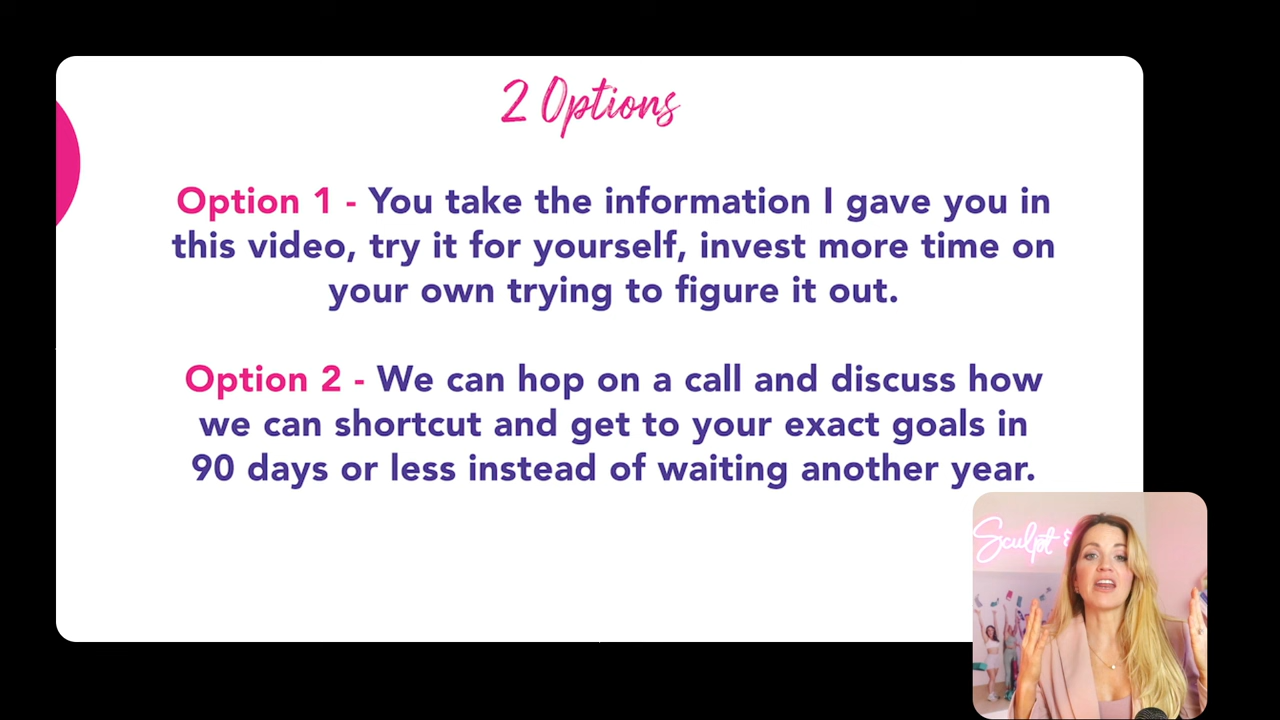 2 Options
Option 1 - You take the information I gave you in
this video, try it for yourself, invest more time on
your own trying to figure it out.
Option 2 - We can hop on a call and discuss how
we can shortcut and get to your exact goals in
90 days or less instead of waiting another year.
Sculpt